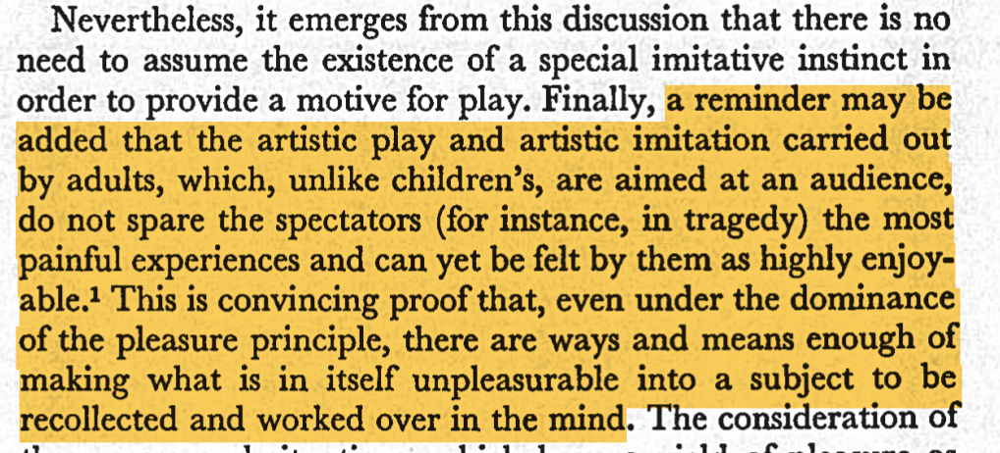 Nevertheless, it emerges from this discussion that there is no
need to assume the existence of a special imitative instinct in
order to provide a motive for play. Finally, a reminder may be
added that the artistic play and artistic imitation carried out
by adults, which, unlike children's, are aimed at an audience,
do not spare the spectators (for instance, in tragedy) the most
painful experiences and can yet be felt by them as highly enjoy-
able.¹ This is convincing proof that, even under the dominance
of the pleasure principle, there are ways and means enough of
making what is in itself unpleasurable into a subject to be
recollected and worked over in the mind. The consideration of